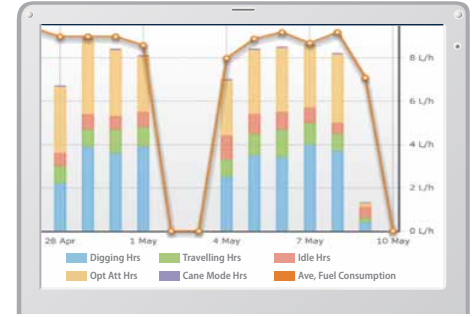 8 L/h
6 L/h
4 L/h
2 L/h
0 L/h
28 Apr 1 May 4 May 7 May 10 May
Digging Hrs Travelling Hrs Idle Hrs
Opt Att Hrs Cane Mode Hrs Ave, Fuel Consumption